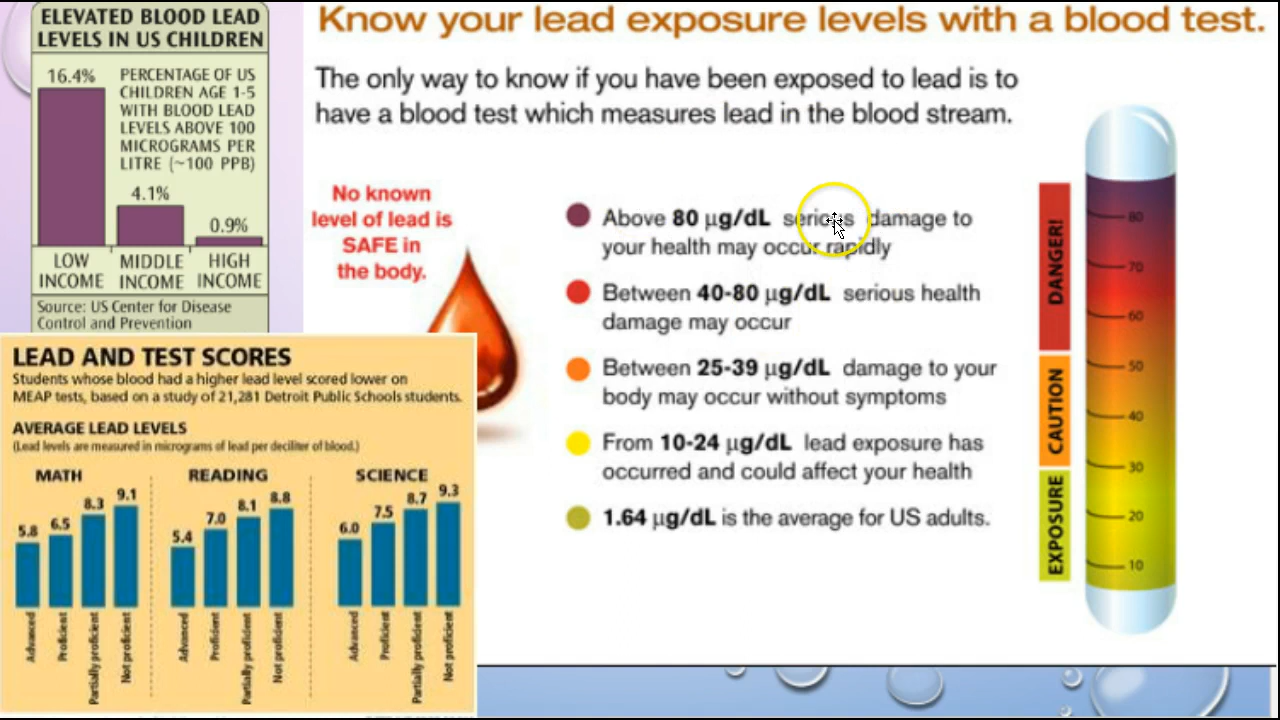 ELEVATED BLOOD LEAD
LEVELS IN US CHILDREN
16.4%
PERCENTAGE OF US
CHILDREN AGE 1-5
WITH BLOOD LEAD
LEVELS ABOVE 100
MICROGRAMS PER
LITRE (~100 PPB)
4.1%
0.9%
LOW
INCOME
MIDDLE
INCOME
HIGH
INCOME
Source: US Center for Disease
Control and Prevention
Know your lead exposure levels with a blood test.
The only way to know if you have been exposed to lead is to
have a blood test which measures lead in the blood stream.
No known
level of lead is
SAFE in
the body.
Above 80 µg/dL serious damage to
your health may occur rapidly
Between 40-80 µg/dL serious health
damage may occur
Between 25-39 µg/dL damage to your
body may occur without symptoms
From 10-24 µg/dL lead exposure has
occurred and could affect your health
1.64 µg/dL is the average for US adults.
DANGER!
CAUTION
EXPOSURE
80
70
60
50
40
30
20
10
LEAD AND TEST SCORES
Students whose blood had a higher lead level scored lower on
MEAP tests, based on a study of 21,281 Detroit Public Schools students.
AVERAGE LEAD LEVELS
(Lead levels are measured in micrograms of lead per deciliter of blood.)
MATH
5.8
6.5
8.3
9.1
Advanced
Proficient
Partially proficient
Not proficient
READING
5.4
7.0
8.1
8.8
Advanced
Proficient
Partially proficient
Not proficient
SCIENCE
6.0
7.5
8.7
9.3
Advanced
Proficient
Partially proficient
Not proficient